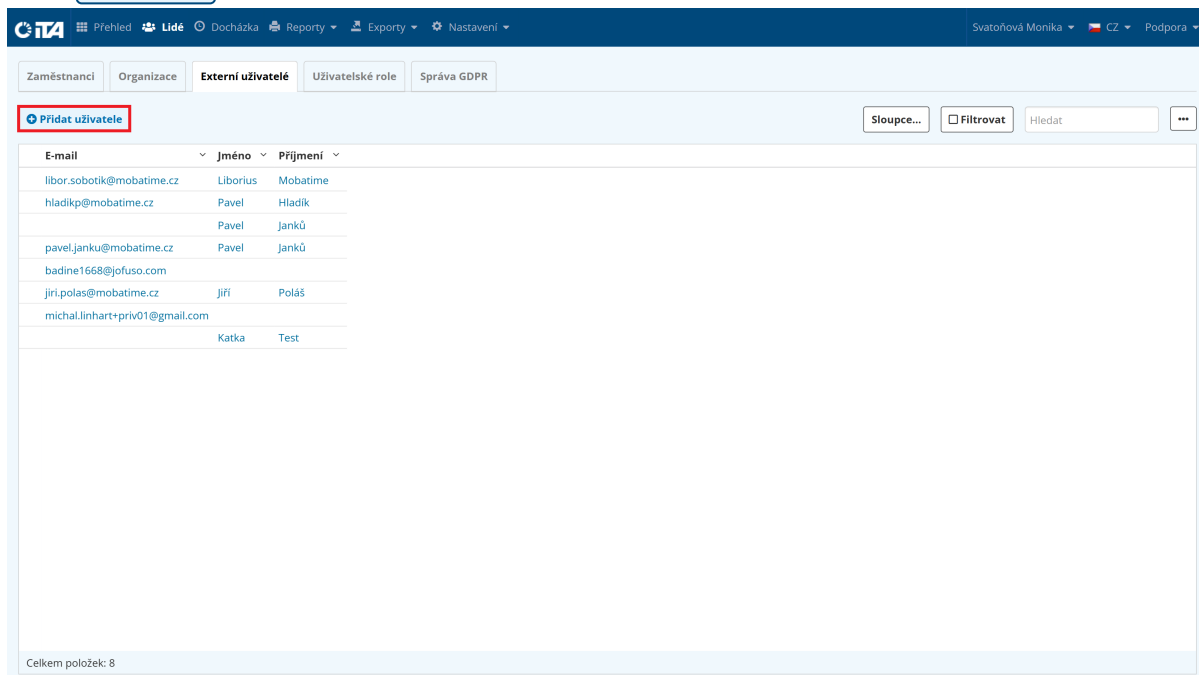 iTA Přehled Lidé Docházka Reporty Exporty Nastavení Svatoňová Monika CZ Podpora
Zaměstnanci Organizace Externí uživatelé Uživatelské role Správa GDPR
Přidat uživatele Sloupce... Filtrovat Hledat ...
E-mail Jméno Příjmení
libor.sobotik@mobatime.cz Liborius Mobatime
hladikp@mobatime.cz Pavel Hladík
Pavel Janků
pavel.janku@mobatime.cz Pavel Janků
badine1668@jofuso.com
jiri.polas@mobatime.cz Jiří Poláš
michal.linhart+priv01@gmail.com
Katka Test
Celkem položek: 8